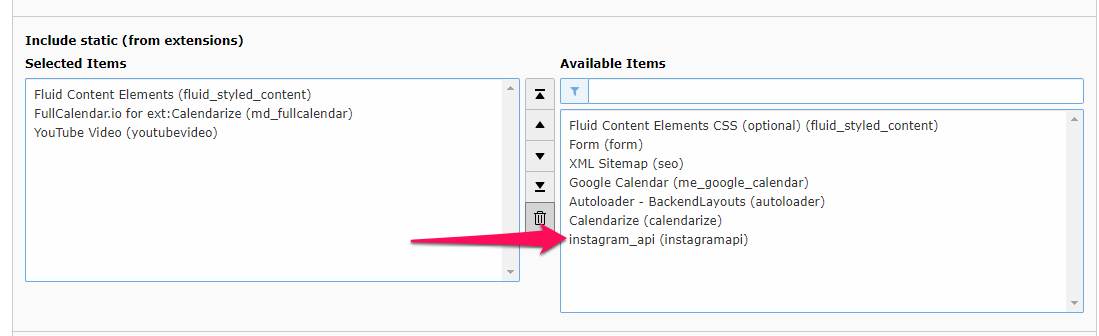 Include static (from extensions)
Selected Items
Fluid Content Elements (fluid_styled_content)
FullCalendar.io for ext:Calendarize (md_fullcalendar)
YouTube Video (youtubevideo)
Available Items
Fluid Content Elements CSS (optional) (fluid_styled_content)
Form (form)
XML Sitemap (seo)
Google Calendar (me_google_calendar)
Autoloader - BackendLayouts (autoloader)
Calendarize (calendarize)
instagram_api (instagramapi)